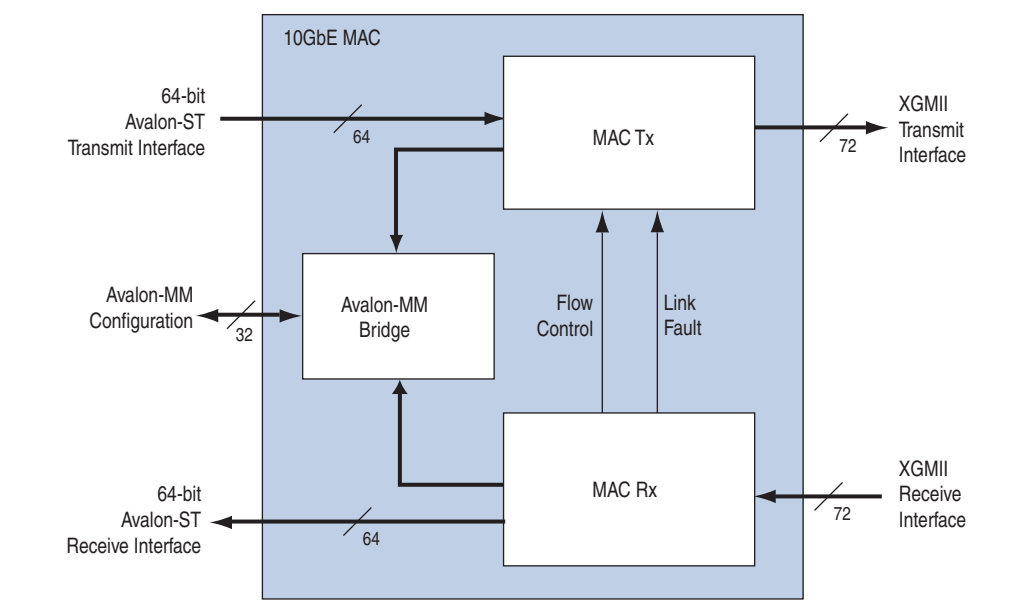 10GbE MAC
64-bit
Avalon-ST
Transmit Interface
64
MAC Tx
72
XGMII
Transmit
Interface
Avalon-MM
Configuration
32
Avalon-MM
Bridge
Flow
Control
Link
Fault
64-bit
Avalon-ST
Receive Interface
64
MAC Rx
72
XGMII
Receive
Interface